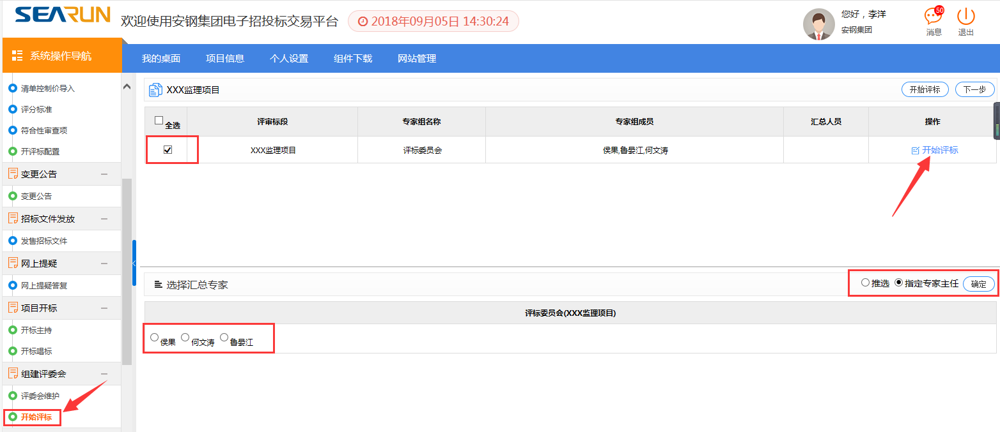 SEARUN
欢迎使用安钢集团电子招投标交易平台
2018年09月05日 14:30:24
您好，李洋
安钢集团
50
消息
退出
系统操作导航
我的桌面 项目信息 个人设置 组件下载 网站管理
清单控制价导入
评分标准
符合性审查项
开评标配置
变更公告
变更公告
招标文件发放
发售招标文件
网上提疑
网上提疑答复
项目开标
开标主持
开标唱标
组建评委会
评委会维护
开始评标
XXX监理项目
开始评标 下一步
全选 评审标段 专家组名称 专家组成员 汇总人员 操作
XXX监理项目 评标委员会 侯果,鲁晏江,何文涛 开始评标
选择汇总专家
推选 指定专家主任 确定
评标委员会(XXX监理项目)
侯果 何文涛 鲁晏江